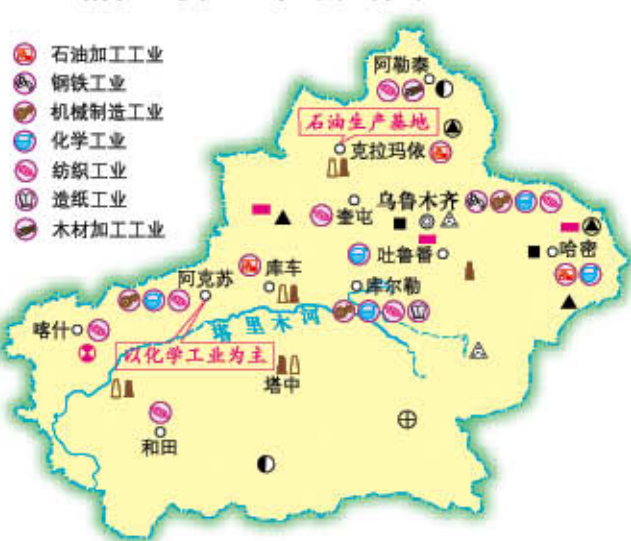 石油加工工业
钢铁工业
机械制造工业
化学工业
纺织工业
造纸工业
木材加工工业
阿勒泰
石油生产基地
克拉玛依
奎屯
乌鲁木齐
吐鲁番
哈密
库车
阿克苏
库尔勒
喀什
塔里木河
以化学工业为主
塔中
和田